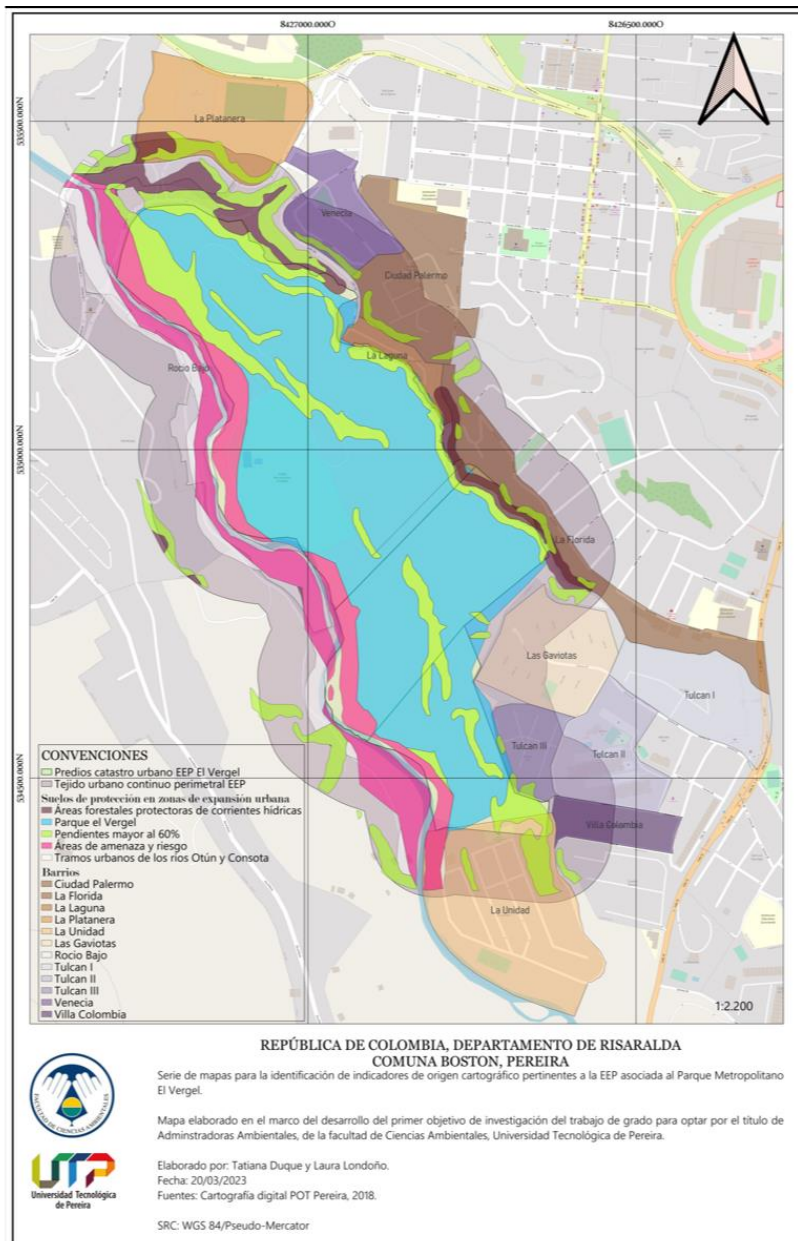 8427000.000O
8426500.000O
535500.000N
535000.000N
534500.000N
La Platanera
Venecia
Ciudad Palermo
La Laguna
Rocio Bajo
La Florida
Las Gaviotas
Tulcan I
Tulcan III
Tulcan II
Villa Colombia
La Unidad
1:2.200
CONVENCIONES
Predios catastro urbano EEP El Vergel
Tejido urbano continuo perimetral EEP
Suelos de protección en zonas de expansión urbana
Áreas forestales protectoras de corrientes hídricas
Parque el Vergel
Pendientes mayor al 60%
Áreas de amenaza y riesgo
Tramos urbanos de los ríos Otún y Consota
Barrios
Ciudad Palermo
La Florida
La Laguna
La Platanera
La Unidad
Las Gaviotas
Rocio Bajo
Tulcan I
Tulcan II
Tulcan III
Venecia
Villa Colombia
REPÚBLICA DE COLOMBIA, DEPARTAMENTO DE RISARALDA
COMUNA BOSTON, PEREIRA
Serie de mapas para la identificación de indicadores de origen cartográfico pertinentes a la EEP asociada al Parque Metropolitano
El Vergel.
Mapa elaborado en el marco del desarrollo del primer objetivo de investigación del trabajo de grado para optar por el título de
Adminstradoras Ambientales, de la facultad de Ciencias Ambientales, Universidad Tecnológica de Pereira.
Elaborado por: Tatiana Duque y Laura Londoño.
Fecha: 20/03/2023
Fuentes: Cartografía digital POT Pereira, 2018.
SRC: WGS 84/Pseudo-Mercator
FACULTAD DE CIENCIAS AMBIENTALES
UTP
Universidad Tecnológica
de Pereira